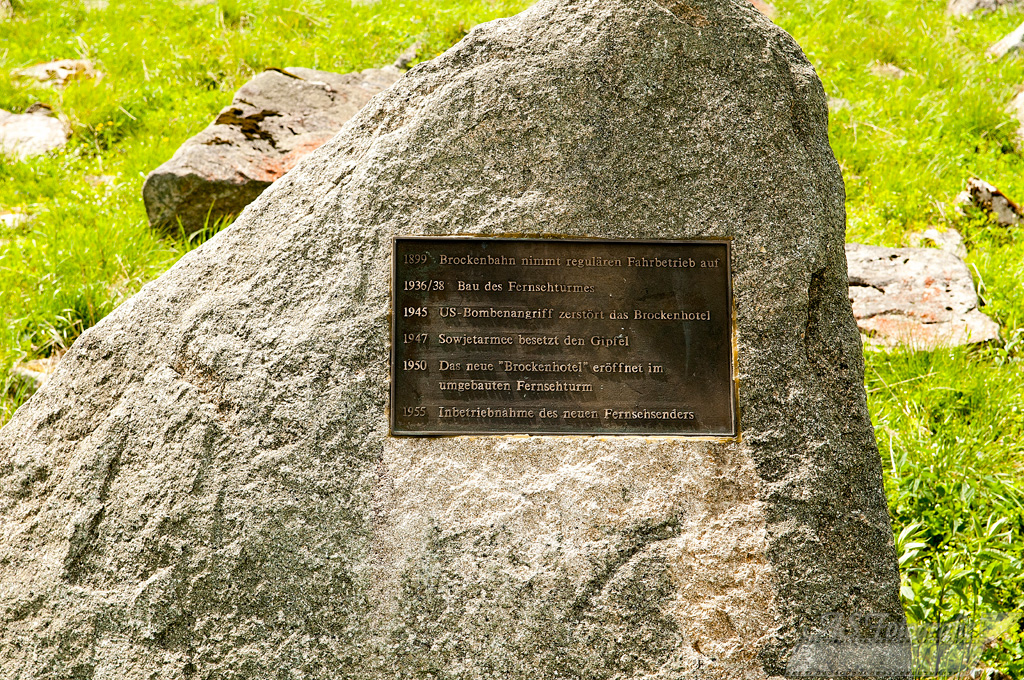 1899 Brockenbahn nimmt regulären Fahrbetrieb auf
1936/38 Bau des Fernsehturmes
1945 US-Bombenangriff zerstört das Brockenhotel
1947 Sowjetarmee besetzt den Gipfel
1950 Das neue "Brockenhotel" eröffnet im
umgebauten Fernsehturm
1955 Inbetriebnahme des neuen Fernsehsenders